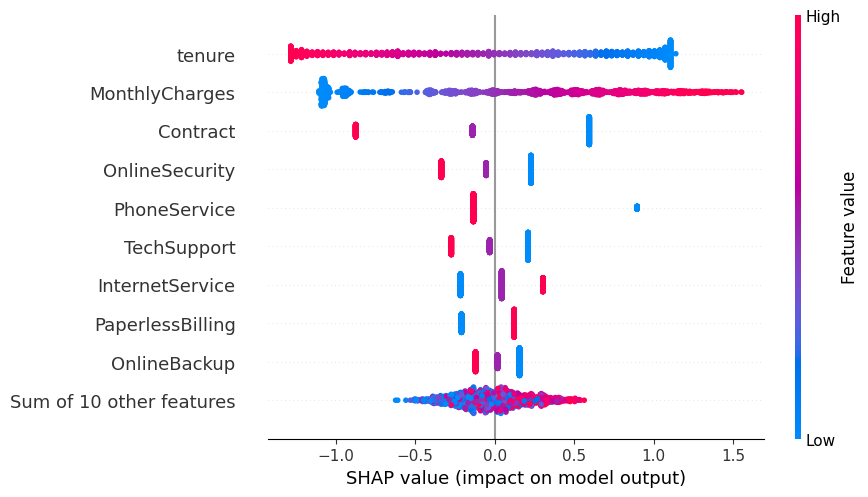 High
tenure
MonthlyCharges
Contract
OnlineSecurity
PhoneService
TechSupport
InternetService
PaperlessBilling
OnlineBackup
Sum of 10 other features
Feature value
Low
−1.0 −0.5 0.0 0.5 1.0 1.5
SHAP value (impact on model output)